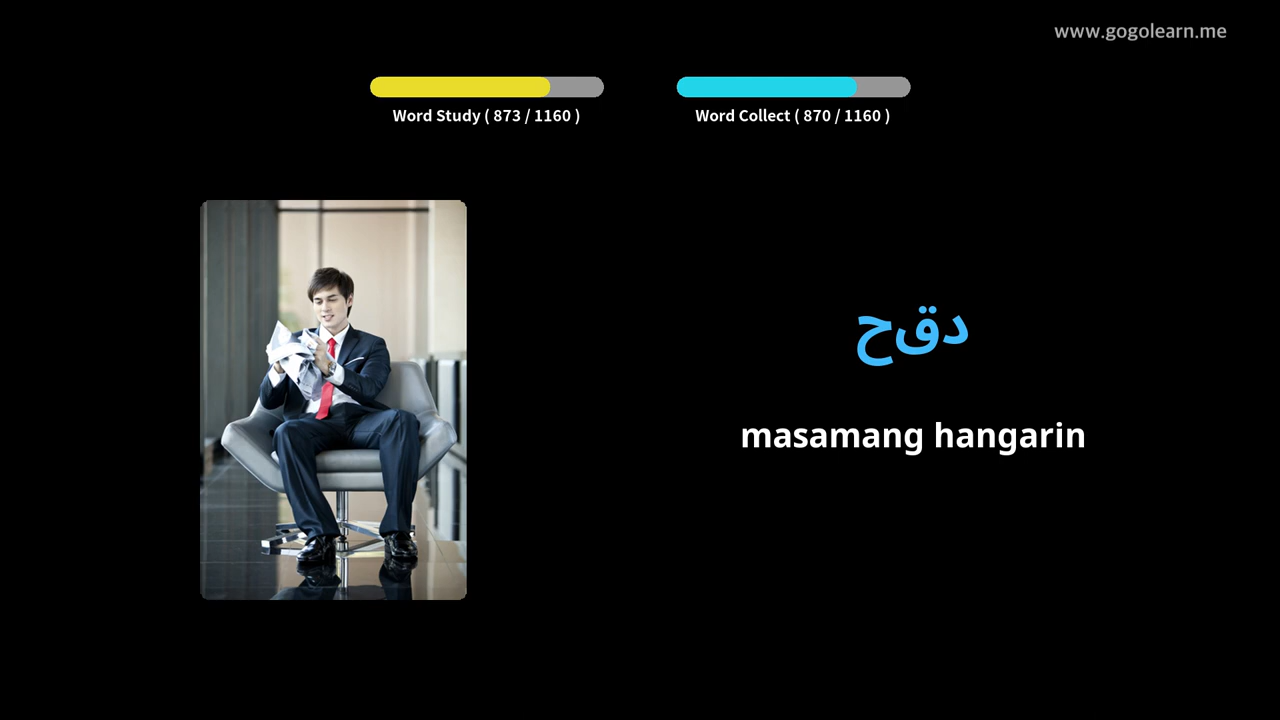 www.gogolearn.me
Word Study ( 873 / 1160 )
Word Collect ( 870 / 1160 )
دقح
masamang hangarin